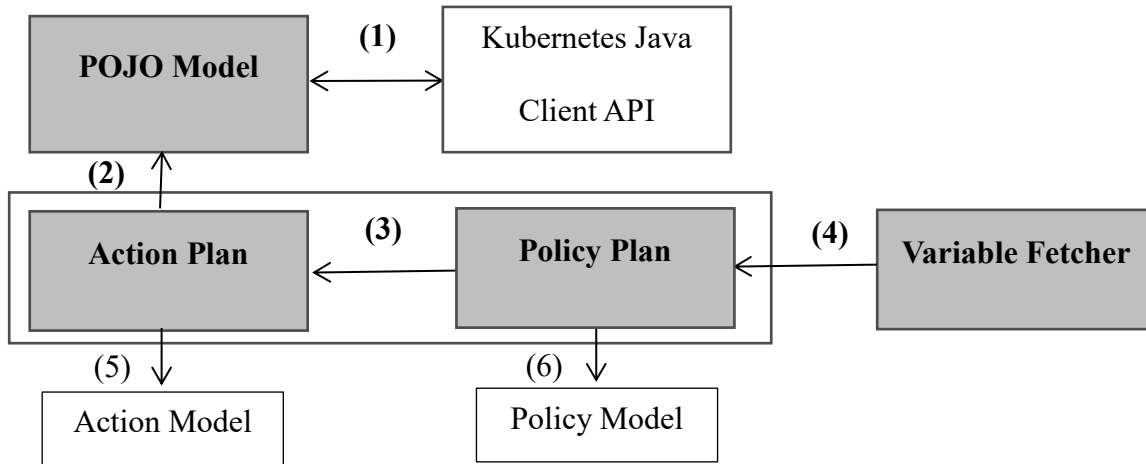 POJO Model
(1)
Kubernetes Java
Client API
(2)
Action Plan
(3)
Policy Plan
(4)
Variable Fetcher
(5)
Action Model
(6)
Policy Model